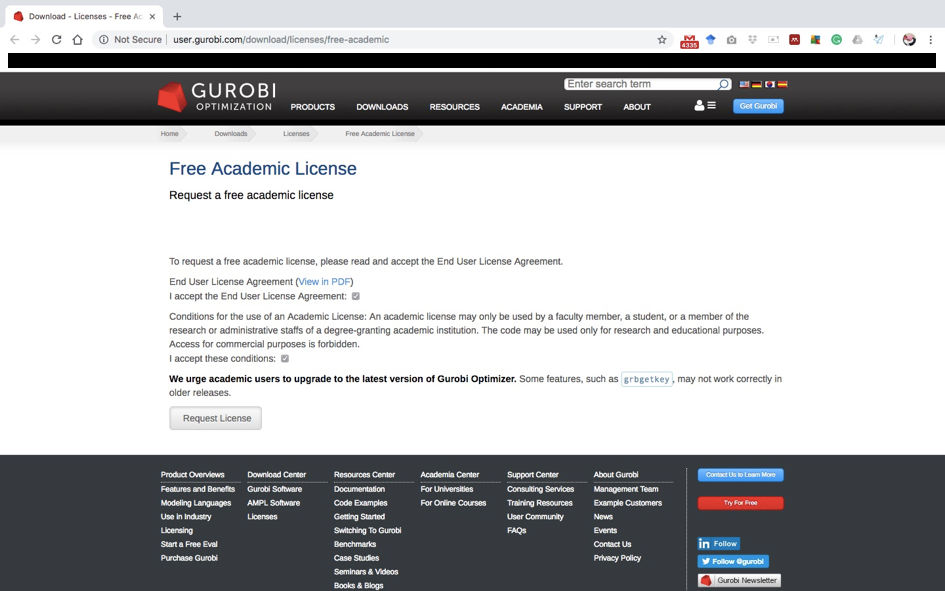 Download - Licenses - Free Ac
Not Secure | user.gurobi.com/download/licenses/free-academic
4335
GUROBI
OPTIMIZATION
Enter search term
PRODUCTS DOWNLOADS RESOURCES ACADEMIA SUPPORT ABOUT
Get Gurobi
Home Downloads Licenses Free Academic License
Free Academic License
Request a free academic license
To request a free academic license, please read and accept the End User License Agreement.
End User License Agreement (View in PDF)
I accept the End User License Agreement:
Conditions for the use of an Academic License: An academic license may only be used by a faculty member, a student, or a member of the
research or administrative staffs of a degree-granting academic institution. The code may be used only for research and educational purposes.
Access for commercial purposes is forbidden.
I accept these conditions:
We urge academic users to upgrade to the latest version of Gurobi Optimizer. Some features, such as grbgetkey, may not work correctly in
older releases.
Request License
Product Overviews
Features and Benefits
Modeling Languages
Use in Industry
Licensing
Start a Free Eval
Purchase Gurobi
Download Center
Gurobi Software
AMPL Software
Licenses
Resources Center
Documentation
Code Examples
Getting Started
Switching To Gurobi
Benchmarks
Case Studies
Seminars & Videos
Books & Blogs
Academia Center
For Universities
For Online Courses
Support Center
Consulting Services
Training Resources
User Community
FAQs
About Gurobi
Management Team
Example Customers
News
Events
Contact Us
Privacy Policy
Contact Us to Learn More
Try For Free
in Follow
Follow @gurobi
Gurobi Newsletter